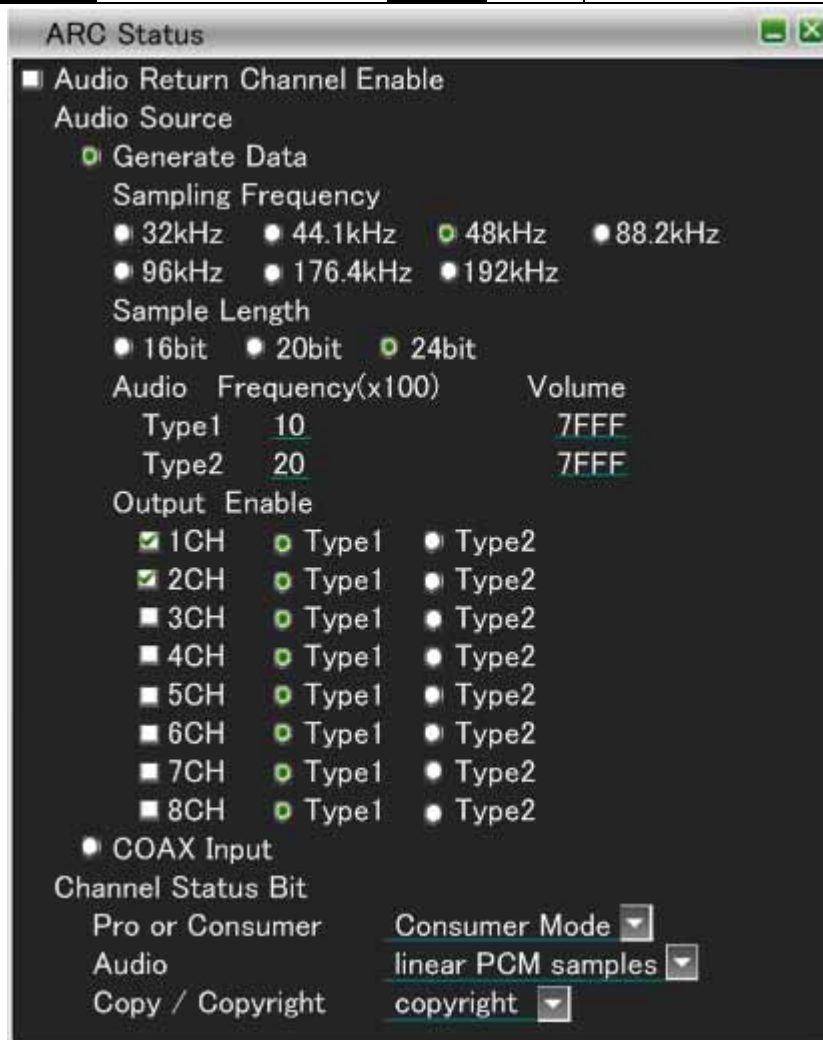 ARC Status
Audio Return Channel Enable
Audio Source
Generate Data
Sampling Frequency
32kHz 44.1kHz 48kHz 88.2kHz
96kHz 176.4kHz 192kHz
Sample Length
16bit 20bit 24bit
Audio Frequency(x100) Volume
Type1 10 7FFF
Type2 20 7FFF
Output Enable
1CH Type1 Type2
2CH Type1 Type2
3CH Type1 Type2
4CH Type1 Type2
5CH Type1 Type2
6CH Type1 Type2
7CH Type1 Type2
8CH Type1 Type2
COAX Input
Channel Status Bit
Pro or Consumer Consumer Mode
Audio linear PCM samples
Copy / Copyright copyright